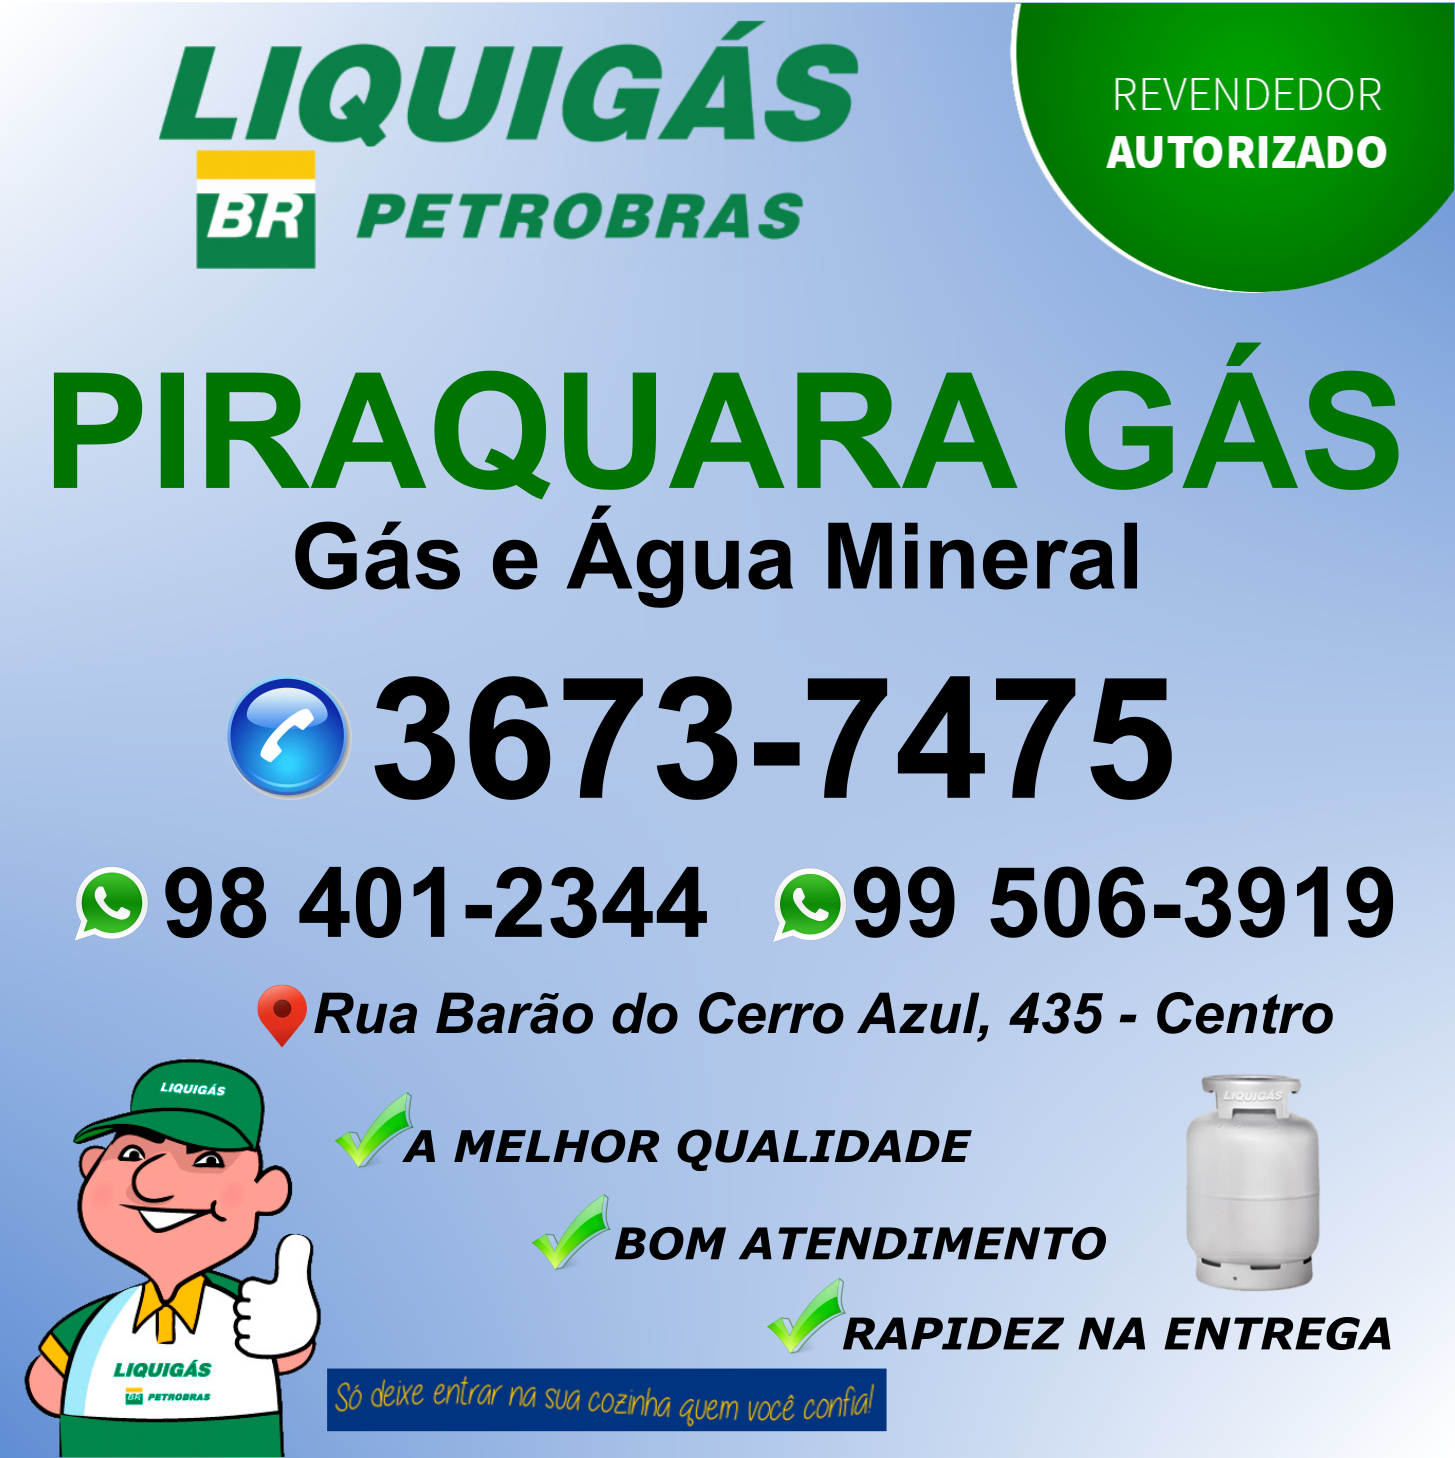 LIQUIGÁS
BR PETROBRAS
REVENDEDOR
AUTORIZADO
PIRAQUARA GÁS
Gás e Água Mineral
3673-7475
98 401-2344 99 506-3919
Rua Barão do Cerro Azul, 435 - Centro
LIQUIGÁS
LIQUIGÁS
A MELHOR QUALIDADE
BOM ATENDIMENTO
RAPIDEZ NA ENTREGA
LIQUIGÁS
BR PETROBRAS
Só deixe entrar na sua cozinha quem você confia!